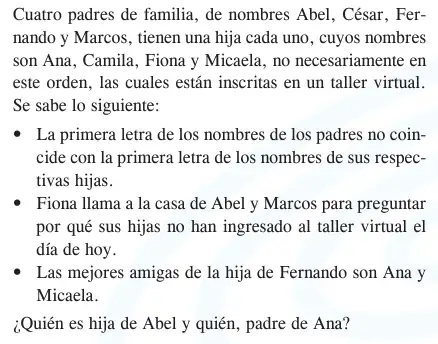 Cuatro padres de familia, de nombres Abel, César, Fer-
nando y Marcos, tienen una hija cada uno, cuyos nombres
son Ana, Camila, Fiona y Micaela, no necesariamente en
este orden, las cuales están inscritas en un taller virtual.
Se sabe lo siguiente:
• La primera letra de los nombres de los padres no coin-
cide con la primera letra de los nombres de sus respec-
tivas hijas.
• Fiona llama a la casa de Abel y Marcos para preguntar
por qué sus hijas no han ingresado al taller virtual el
día de hoy.
• Las mejores amigas de la hija de Fernando son Ana y
Micaela.
¿Quién es hija de Abel y quién, padre de Ana?